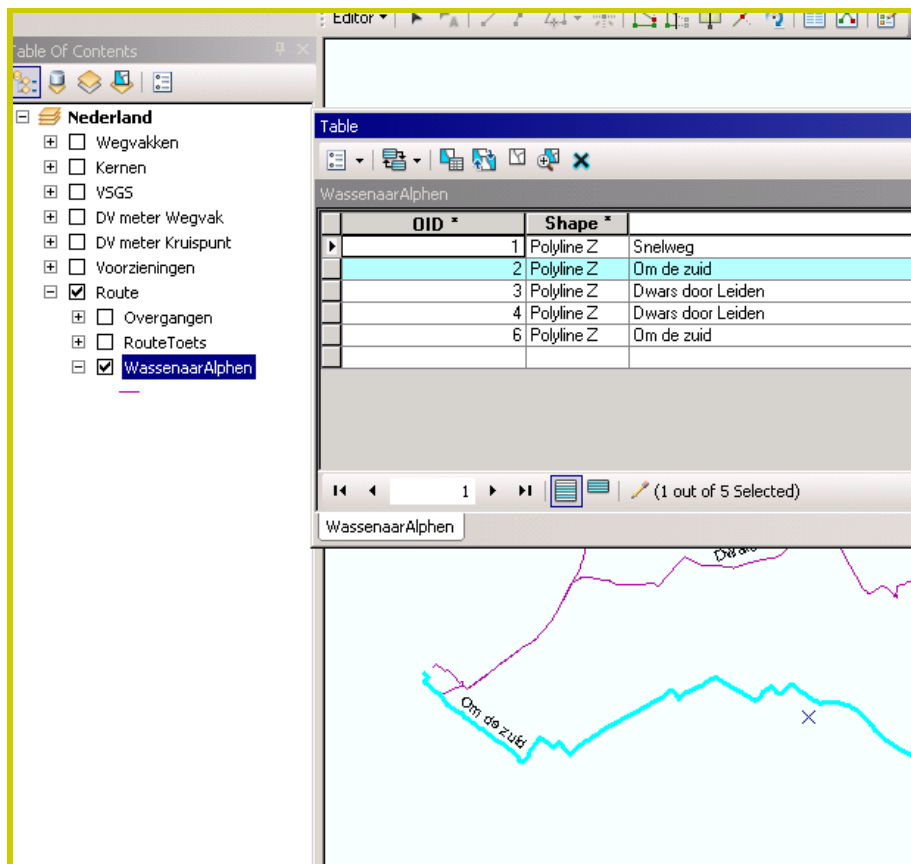 Editor
Table Of Contents
Nederland
Wegvakken
Kernen
VSGS
DV meter Wegvak
DV meter Kruispunt
Voorzieningen
Route
Overgangen
RouteToets
WassenaarAlphen
Table
WassenaarAlphen
OID * Shape *
1 Polyline Z Snelweg
2 Polyline Z Om de zuid
3 Polyline Z Dwars door Leiden
4 Polyline Z Dwars door Leiden
6 Polyline Z Om de zuid
1 (1 out of 5 Selected)
WassenaarAlphen
Om de zuid